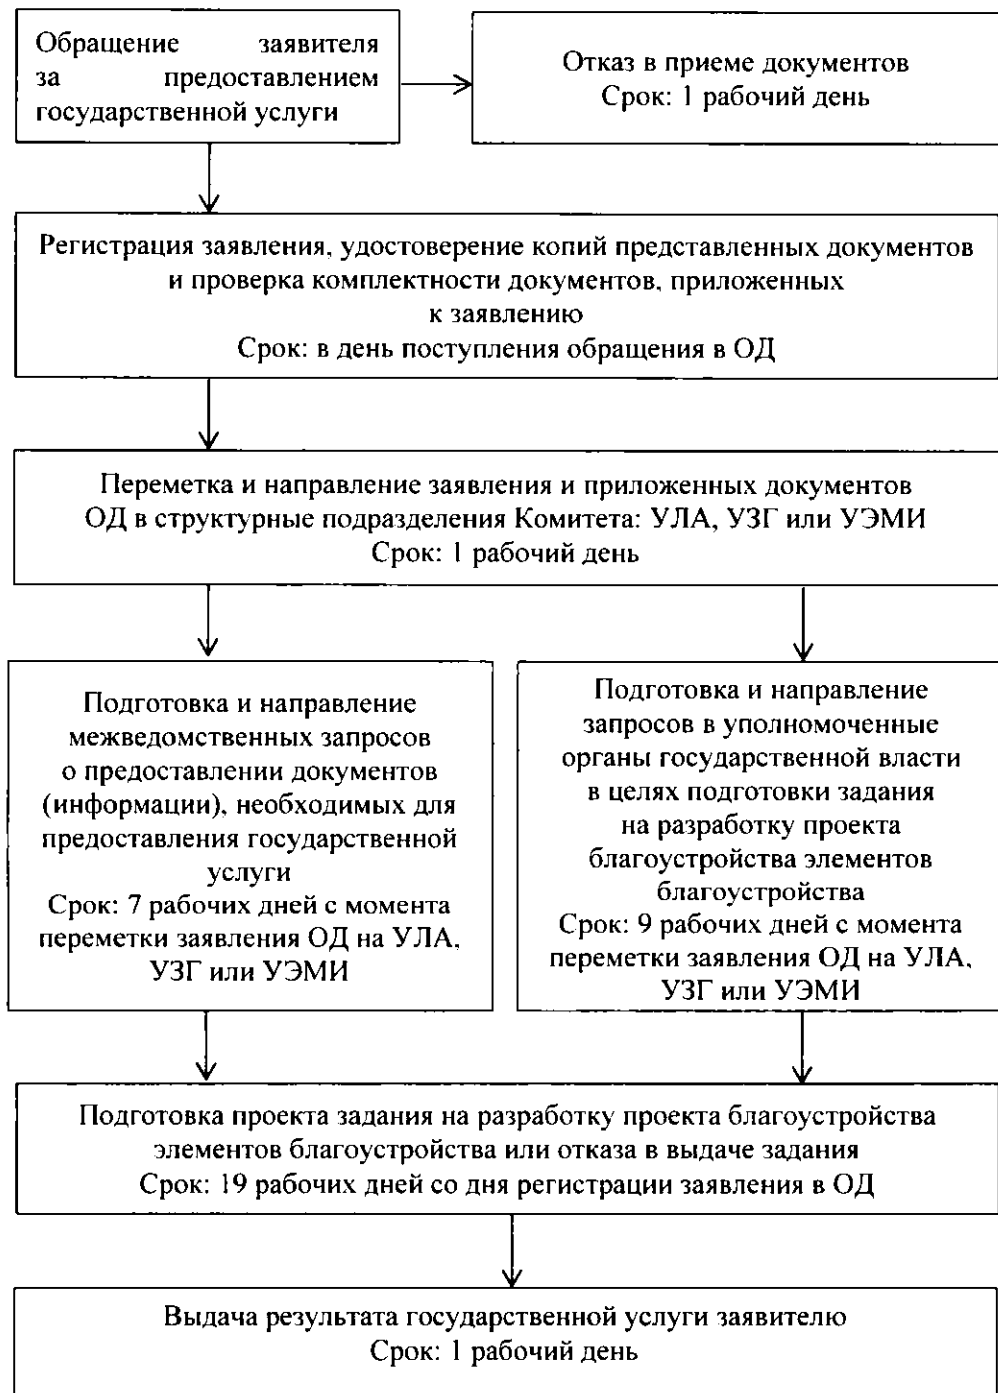 Обращение заявителя
за предоставлением
государственной услуги
Отказ в приеме документов
Срок: 1 рабочий день
Регистрация заявления, удостоверение копий представленных документов
и проверка комплектности документов, приложенных
к заявлению
Срок: в день поступления обращения в ОД
Переметка и направление заявления и приложенных документов
ОД в структурные подразделения Комитета: УЛА, УЗГ или УЭМИ
Срок: 1 рабочий день
Подготовка и направление
межведомственных запросов
о предоставлении документов
(информации), необходимых для
предоставления государственной
услуги
Срок: 7 рабочих дней с момента
переметки заявления ОД на УЛА,
УЗГ или УЭМИ
Подготовка и направление
запросов в уполномоченные
органы государственной власти
в целях подготовки задания
на разработку проекта
благоустройства элементов
благоустройства
Срок: 9 рабочих дней с момента
переметки заявления ОД на УЛА,
УЗГ или УЭМИ
Подготовка проекта задания на разработку проекта благоустройства
элементов благоустройства или отказа в выдаче задания
Срок: 19 рабочих дней со дня регистрации заявления в ОД
Выдача результата государственной услуги заявителю
Срок: 1 рабочий день